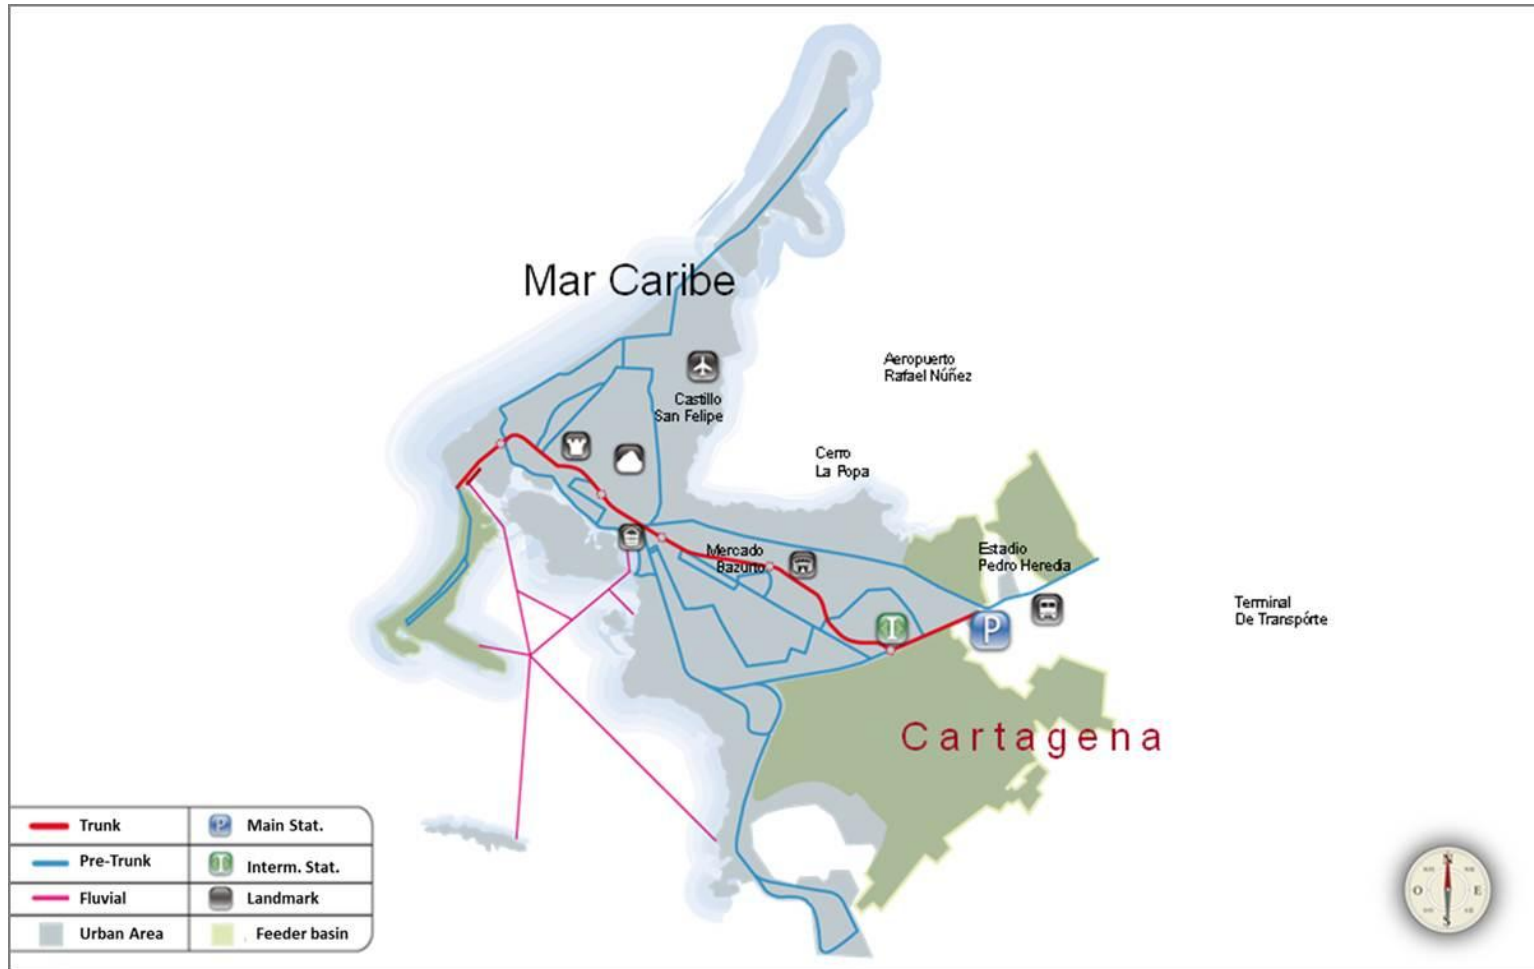 Mar Caribe
Aeropuerto
Rafael Núñez
Castillo
San Felipe
Cerro
La Popa
Mercado
Bazurto
Estadio
Pedro Heredia
Terminal
De Transpórte
Cartagena
Trunk
P Main Stat.
Pre-Trunk
I Interm. Stat.
Fluvial
Landmark
Urban Area
Feeder basin
I
P
N
O E
S